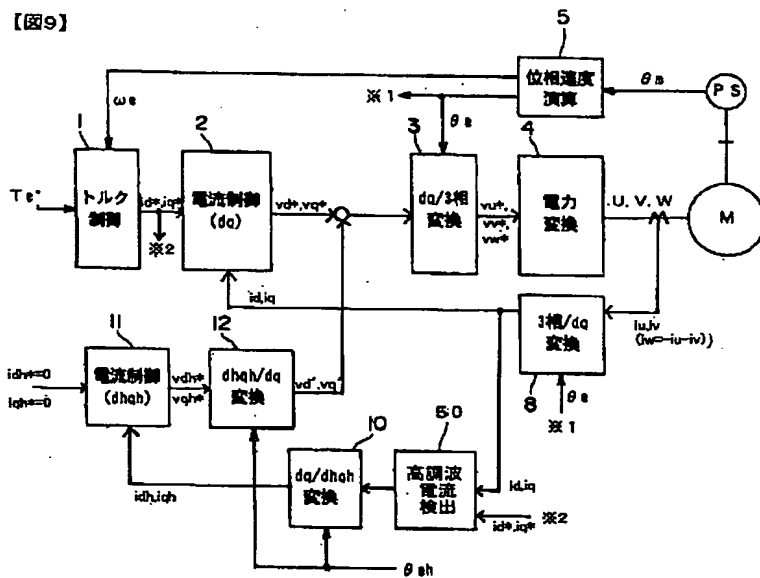 【図9】
5
位相速度
演算
θm
PS
ωe
※1
θe
1
2
3
4
Te*
トルク
制御
id*,iq*
※2
電流制御
(dq)
vd*,vq*
dq/3相
変換
vu*,
vv*,
vw*
電力
変換
U, V, W
M
id,iq
3相/dq
変換
iu,iv
(iw=-iu-iv)
8
θe
※1
11
12
idh*=0
iqh*=0
電流制御
(dhqh)
vdh*
vqh*
dhqh/dq
変換
vd',vq'
10
50
dq/dhqh
変換
高調波
電流
検出
idh,iqh
id,iq
id*,iq*
※2
θeh